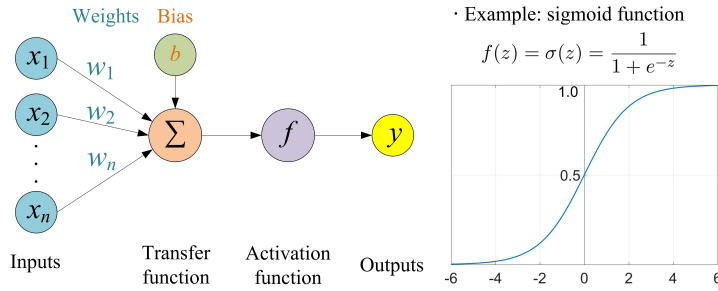 Weights Bias
x1 w1 b
x2 w2 Σ f y
wn
xn
Inputs Transfer function Activation function Outputs
· Example: sigmoid function
f(z) = σ(z) = 1 / (1 + e^{-z})
1.0
0.5
-6 -4 -2 0 2 4 6